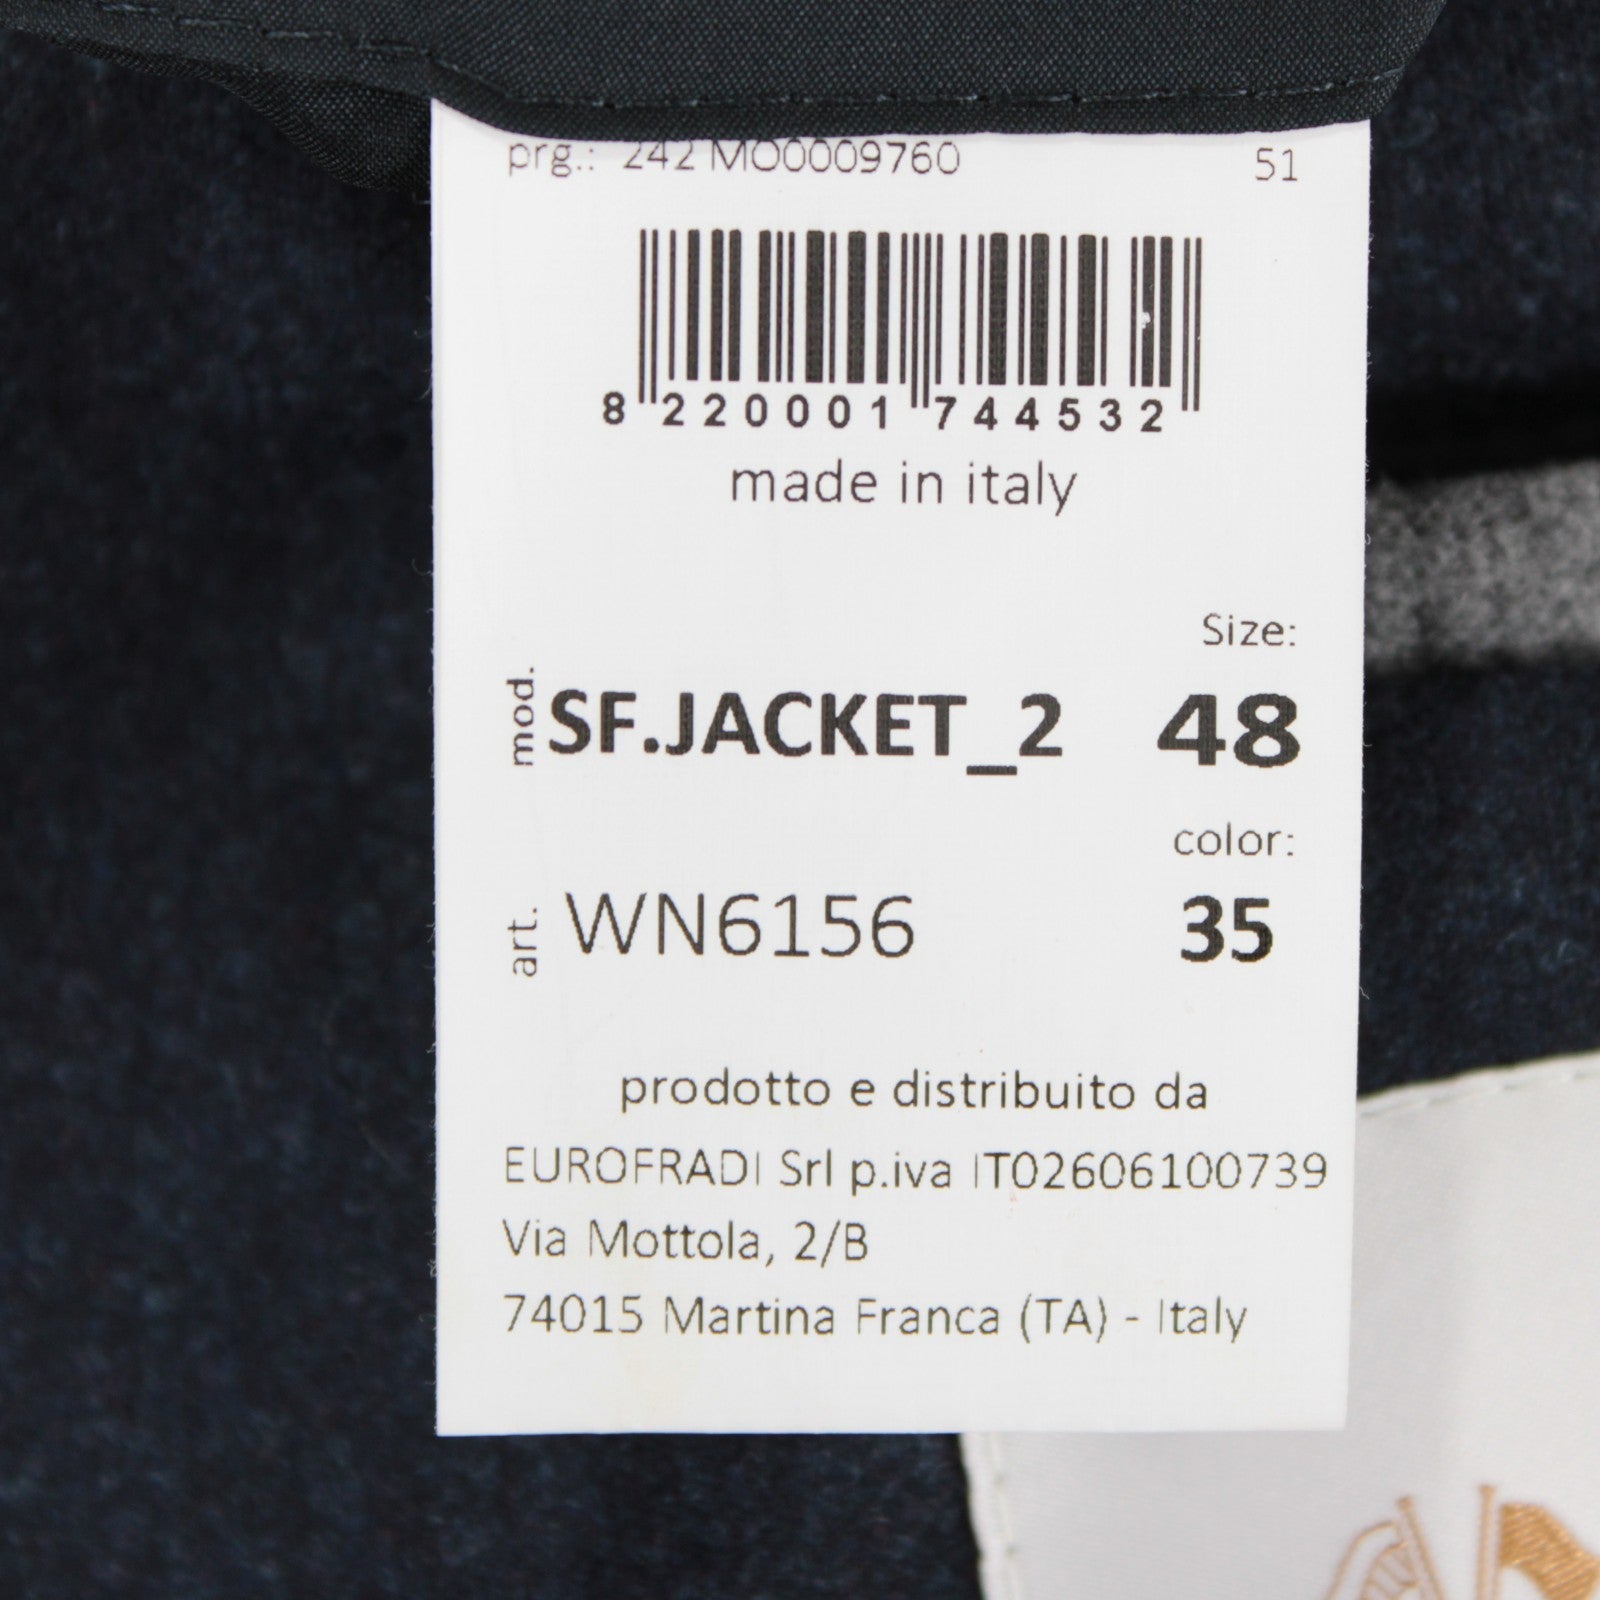 prg.: 242 MO0009760 51
8 220001 744532
made in italy
Size:
mod. SF.JACKET_2 48
color:
art. WN6156 35
prodotto e distribuito da
EUROFRADI Srl p.iva IT02606100739
Via Mottola, 2/B
74015 Martina Franca (TA) - Italy